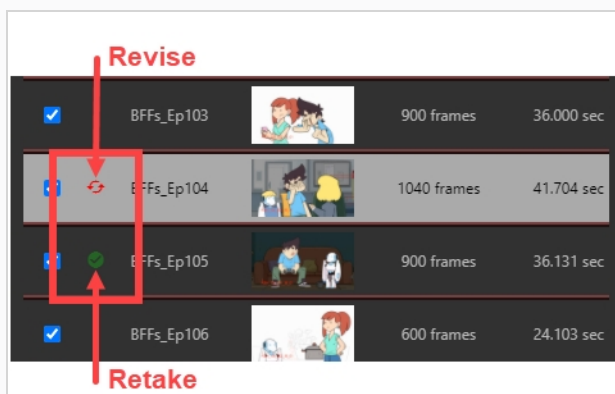 Revise
BFFs_Ep103 900 frames 36.000 sec
BFFs_Ep104 1040 frames 41.704 sec
BFFs_Ep105 900 frames 36.131 sec
BFFs_Ep106 600 frames 24.103 sec
Retake